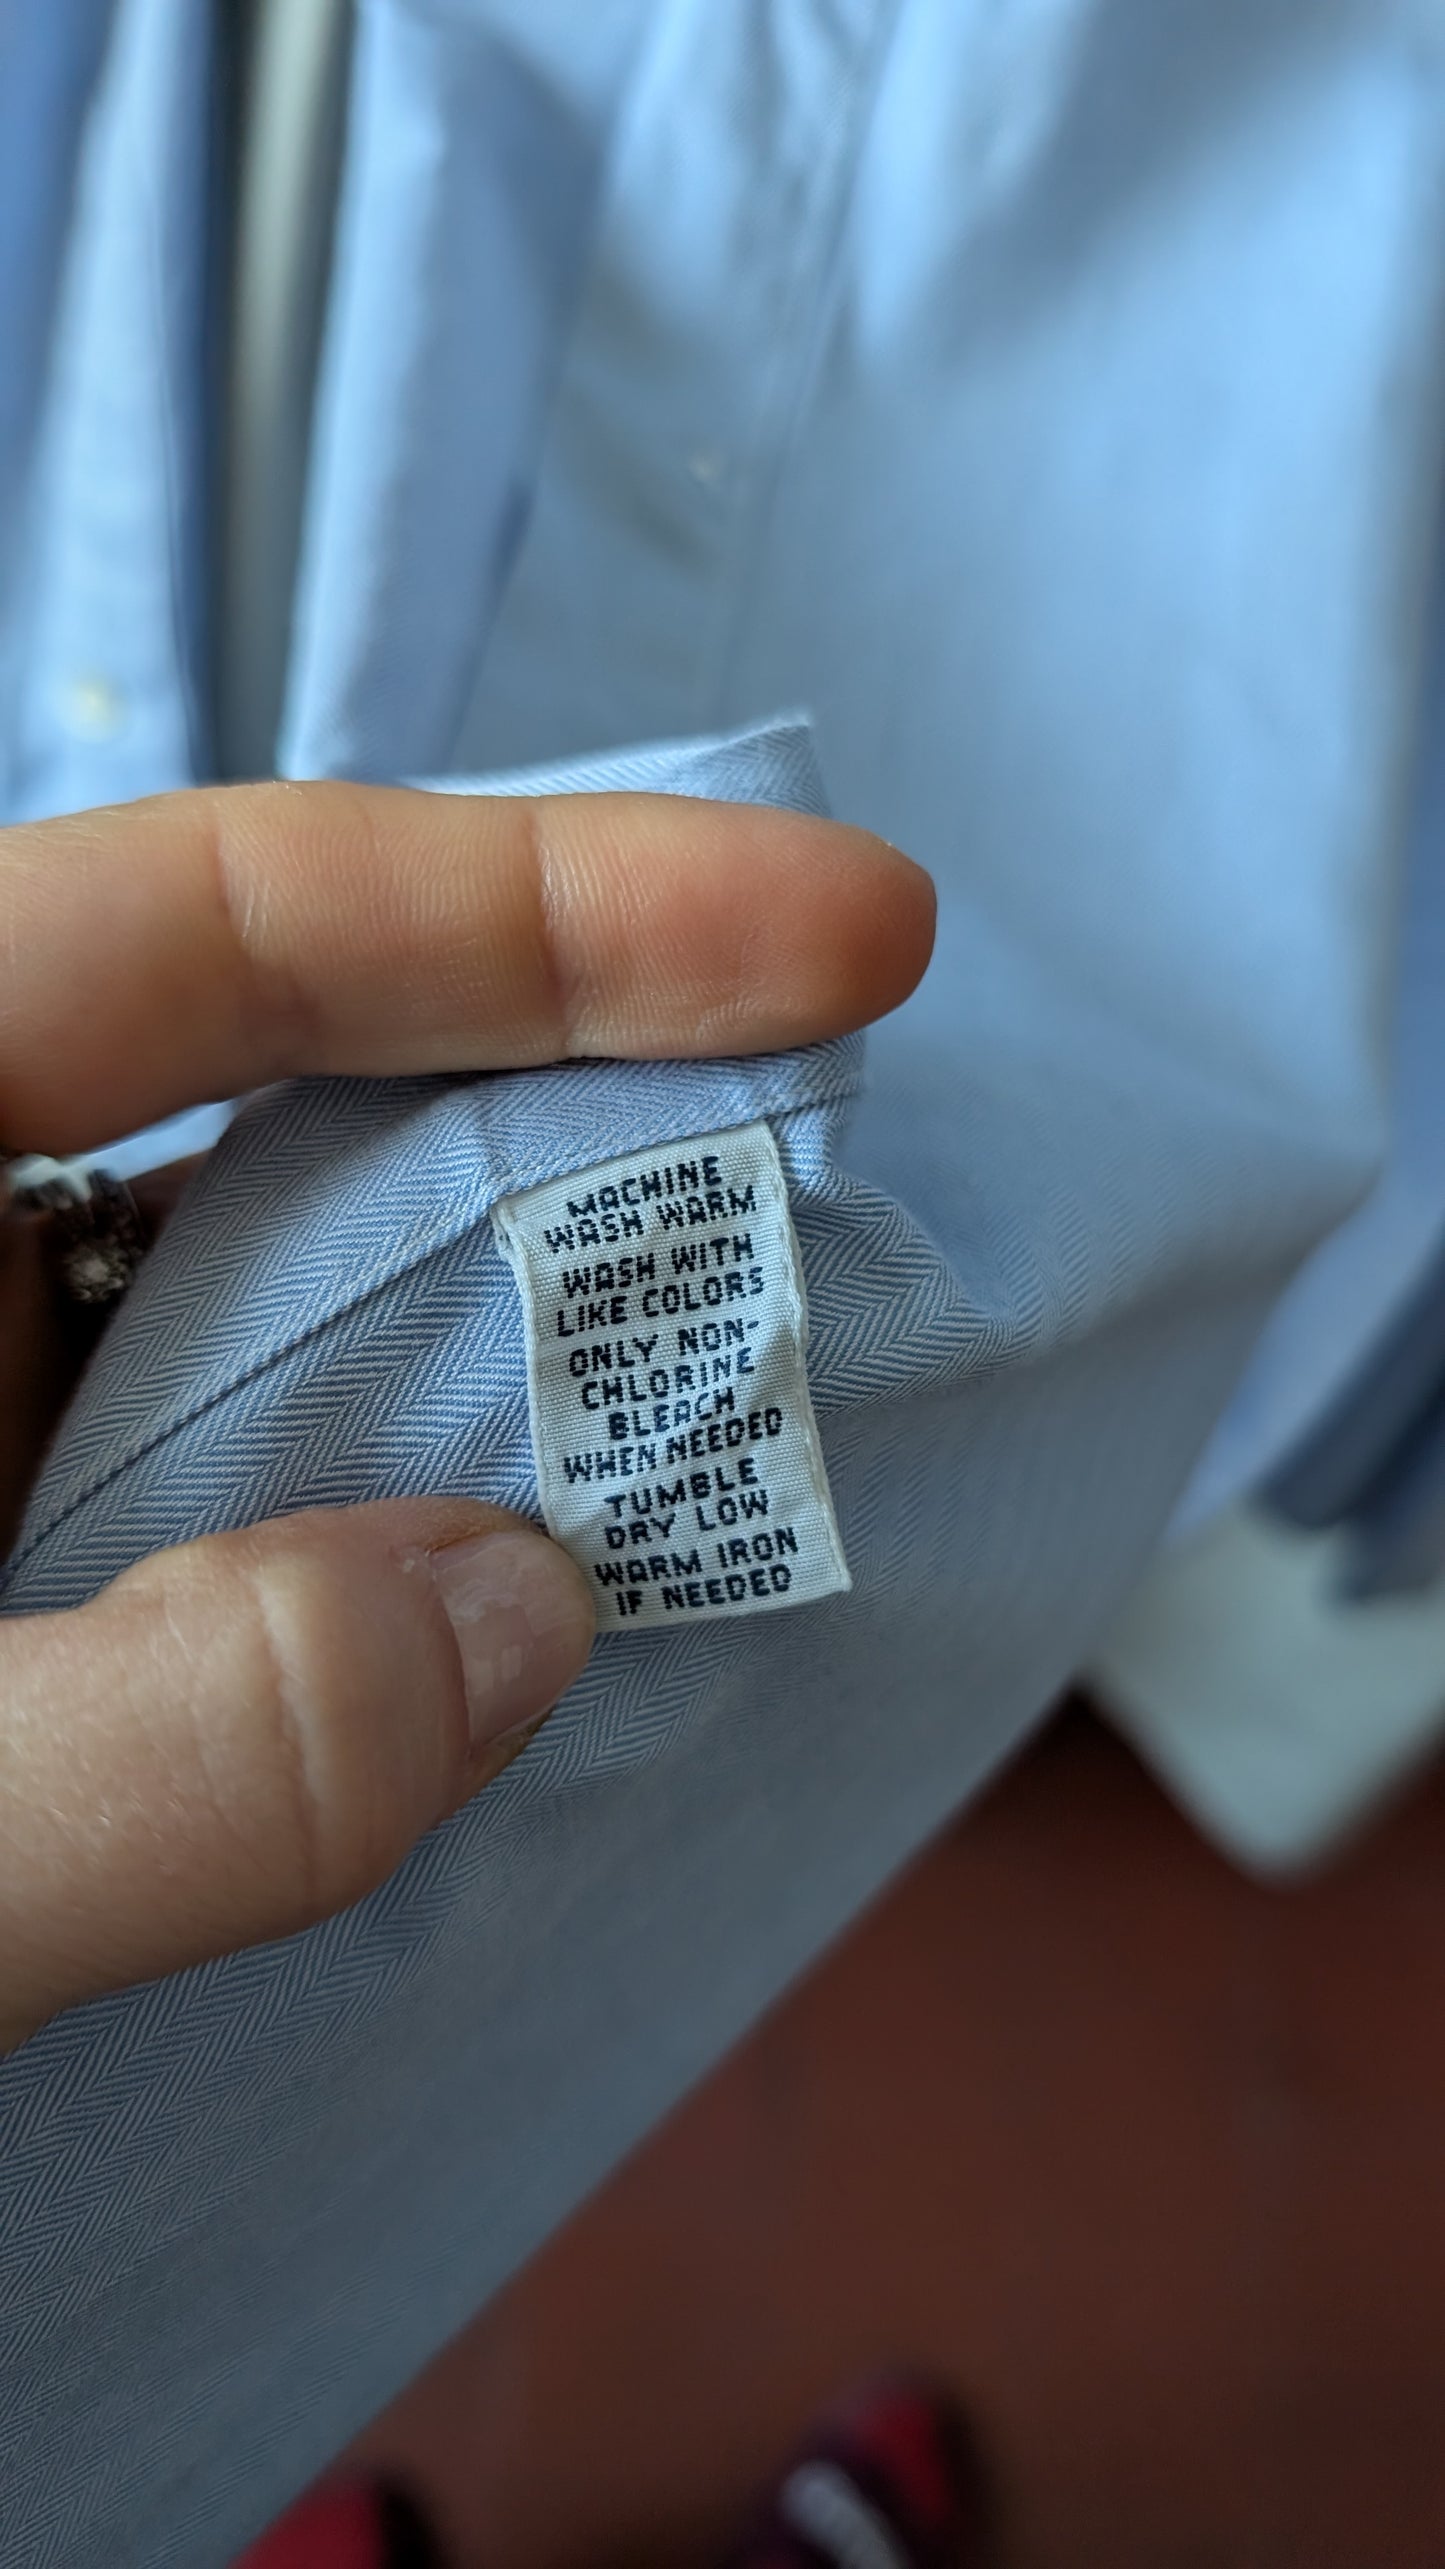 MACHINE
WASH WARM
WASH WITH
LIKE COLORS
ONLY NON-
CHLORINE
BLEACH
WHEN NEEDED
TUMBLE
DRY LOW
WARM IRON
IF NEEDED